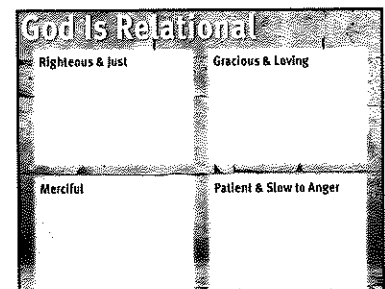 God Is Relational
Righteous & Just
Gracious & Loving
Merciful
Patient & Slow to Anger